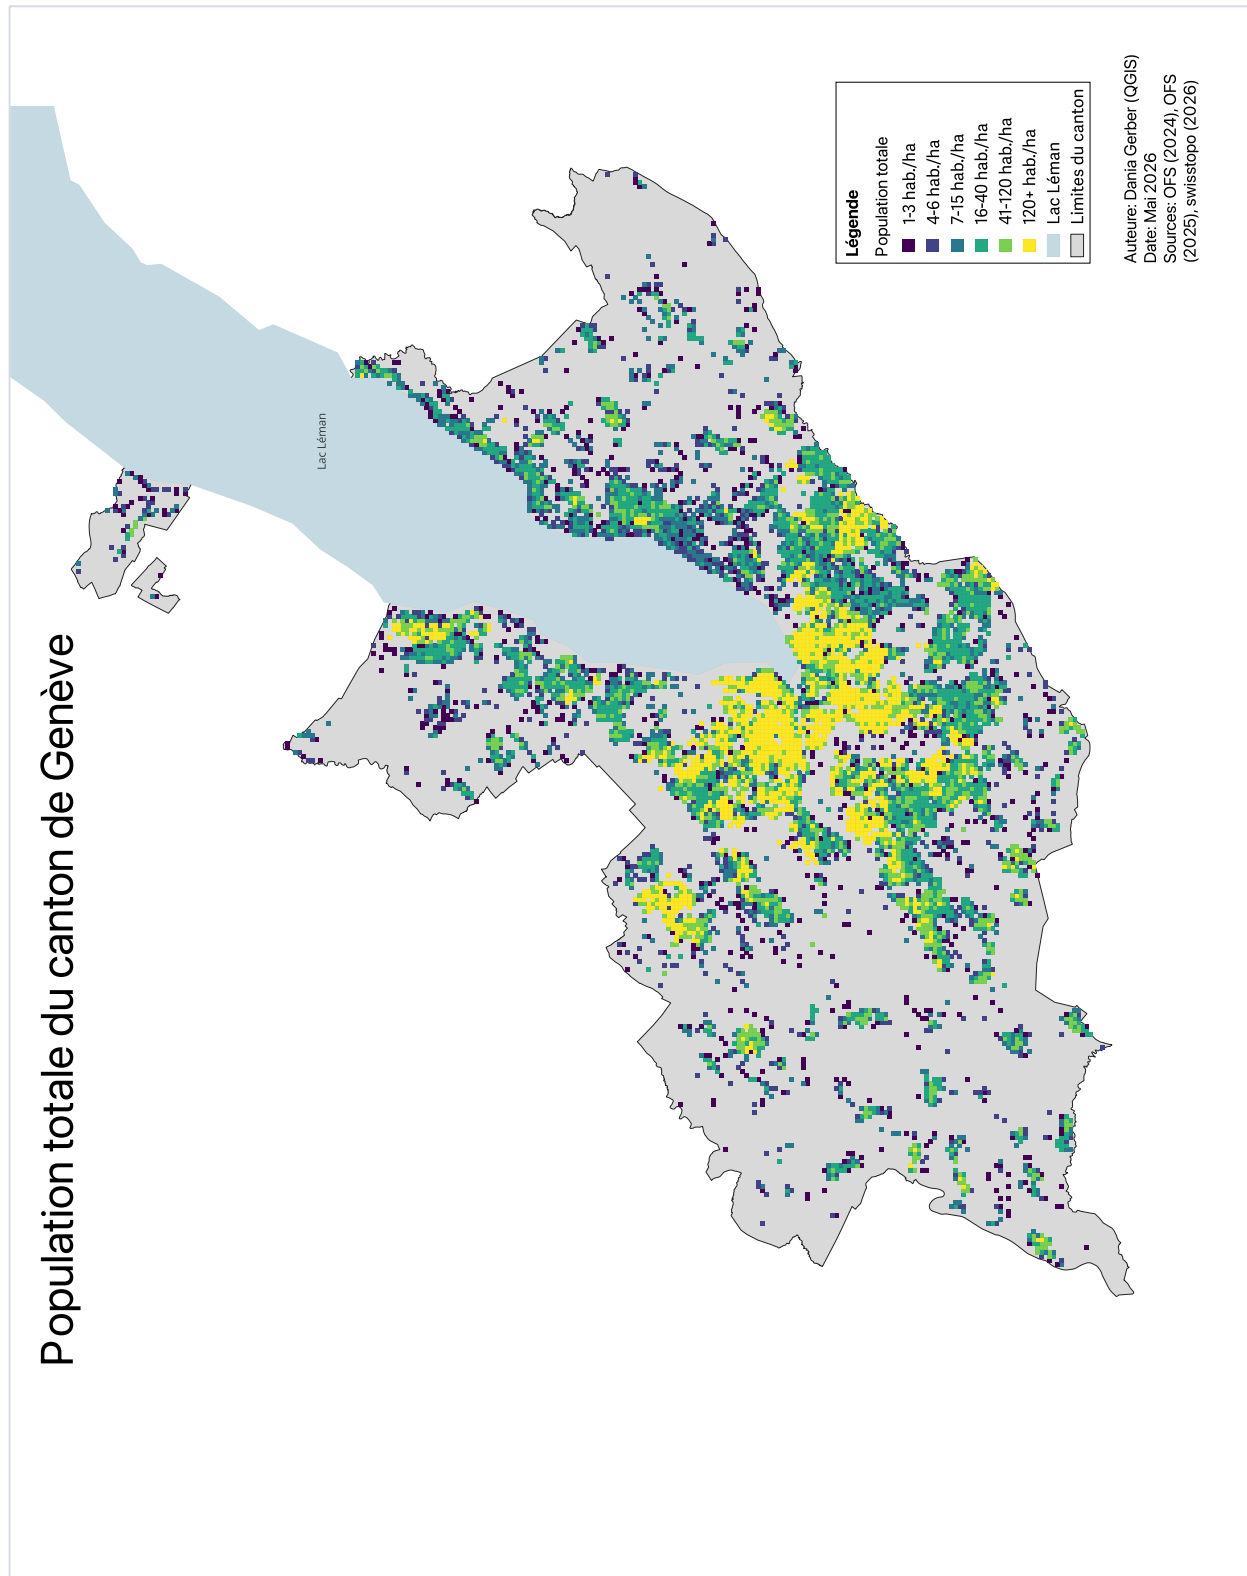 Population totale du canton de Genève
Lac Léman
Légende
Population totale
1-3 hab./ha
4-6 hab./ha
7-15 hab./ha
16-40 hab./ha
41-120 hab./ha
120+ hab./ha
Lac Léman
Limites du canton
Auteure: Dania Gerber (QGIS)
Date: Mai 2026
Sources: OFS (2024), OFS
(2025), swisstopo (2026)